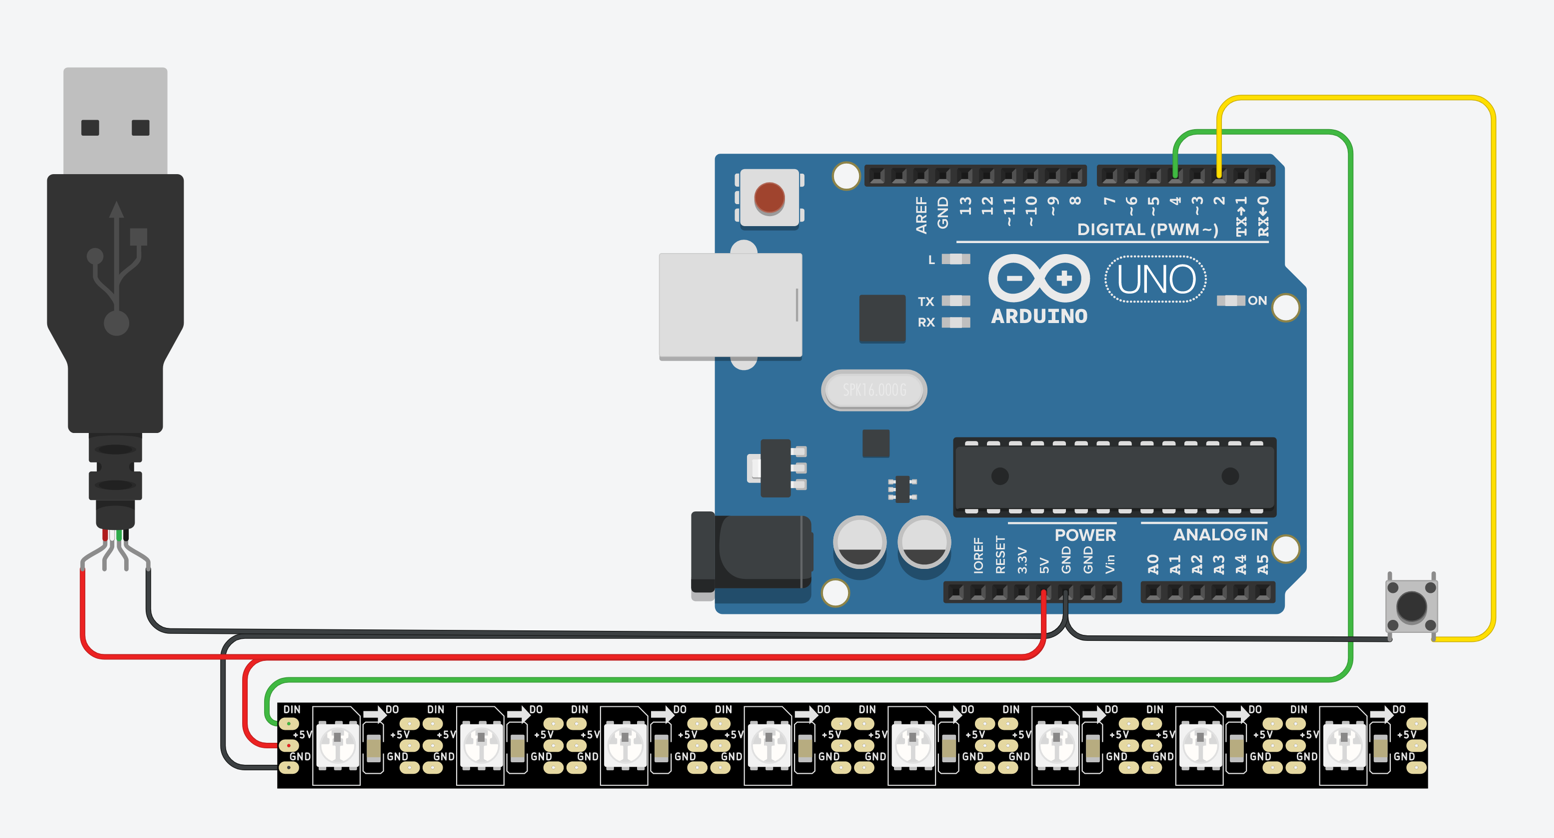 AREF
GND
13
12
~11
~10
~9
8
7
~6
~5
4
~3
2
TX→1
RX←0
DIGITAL (PWM~)
L
TX
RX
ARDUINO
UNO
ON
SPK16.000G
POWER
ANALOG IN
IOREF
RESET
3.3V
5V
GND
GND
Vin
A0
A1
A2
A3
A4
A5
DIN DO DIN DO DIN DO DIN DO DIN DO DIN DO DIN DO DIN DO
+5V +5V +5V +5V +5V +5V +5V +5V +5V +5V +5V +5V +5V +5V +5V +5V
GND GND GND GND GND GND GND GND GND GND GND GND GND GND GND GND